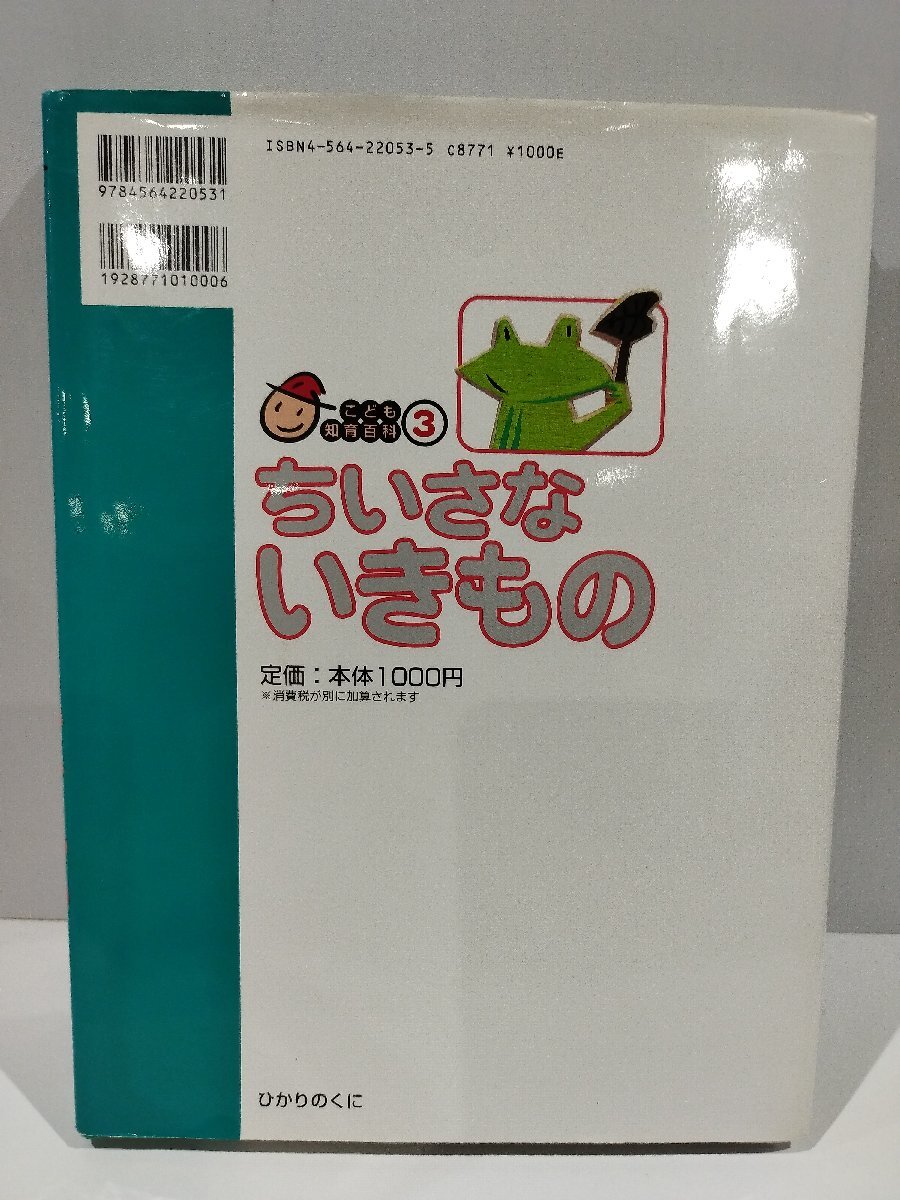 9784564220531
1928771010006
ISBN4-564-22053-5 C8771 ¥1000E
こども
知育百科 3
ちいさな
いきもの
定価：本体1000円
※消費税が別に加算されます
ひかりのくに